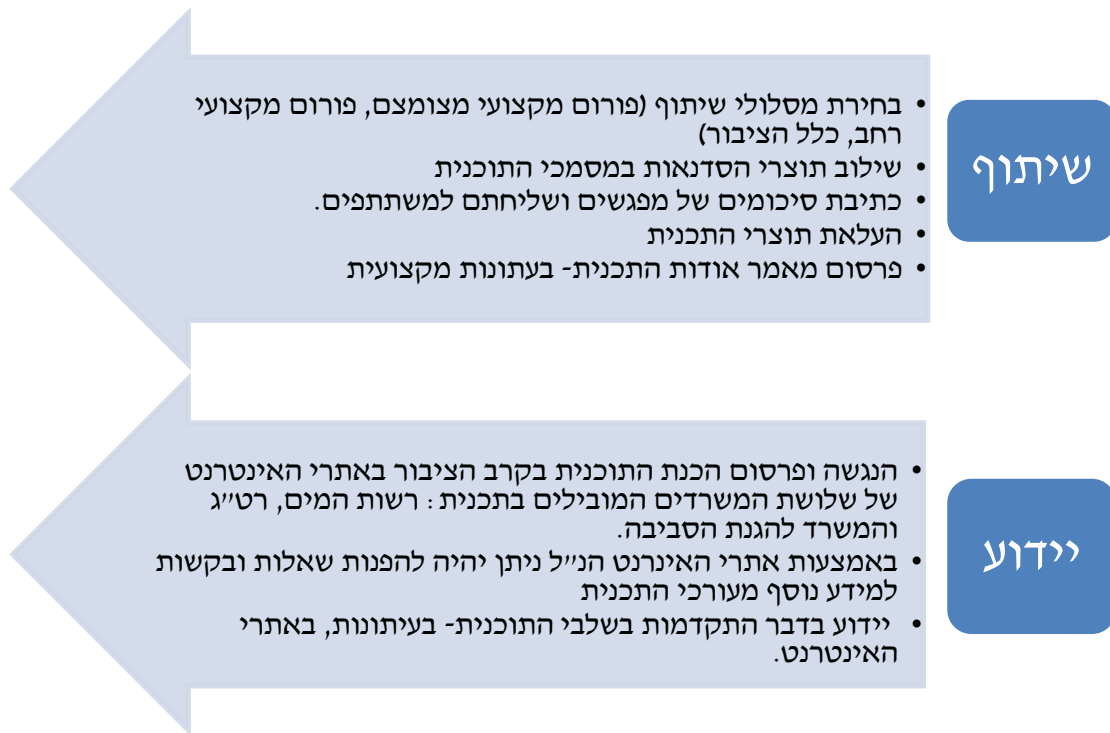 שיתוף
• בחירת מסלולי שיתוף (פורום מקצועי מצומצם, פורום מקצועי
רחב, כלל הציבור)
• שילוב תוצרי הסדנאות במסמכי התוכנית
• כתיבת סיכומים של מפגשים ושליחתם למשתתפים.
• העלאת תוצרי התכנית
• פרסום מאמר אודות התכנית- בעתונות מקצועית
יידוע
• הנגשה ופרסום הכנת התוכנית בקרב הציבור באתרי האינטרנט
של שלושת המשרדים המובילים בתכנית : רשות המים, רט״ג
והמשרד להגנת הסביבה.
• באמצעות אתרי האינרנט הנ״ל ניתן יהיה להפנות שאלות ובקשות
למידע נוסף מעורכי התכנית
• יידוע בדבר התקדמות בשלבי התוכנית- בעיתונות, באתרי
האינטרנט.